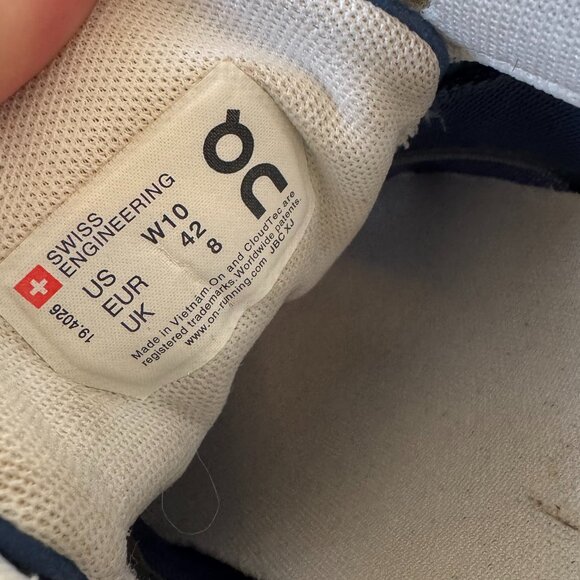 On
SWISS
ENGINEERING
US W10
EUR 42
UK 8
19.4026
Made in Vietnam.On and CloudTec are
registered trademarks.Worldwide patents.
www.on-running.com JBC XJ